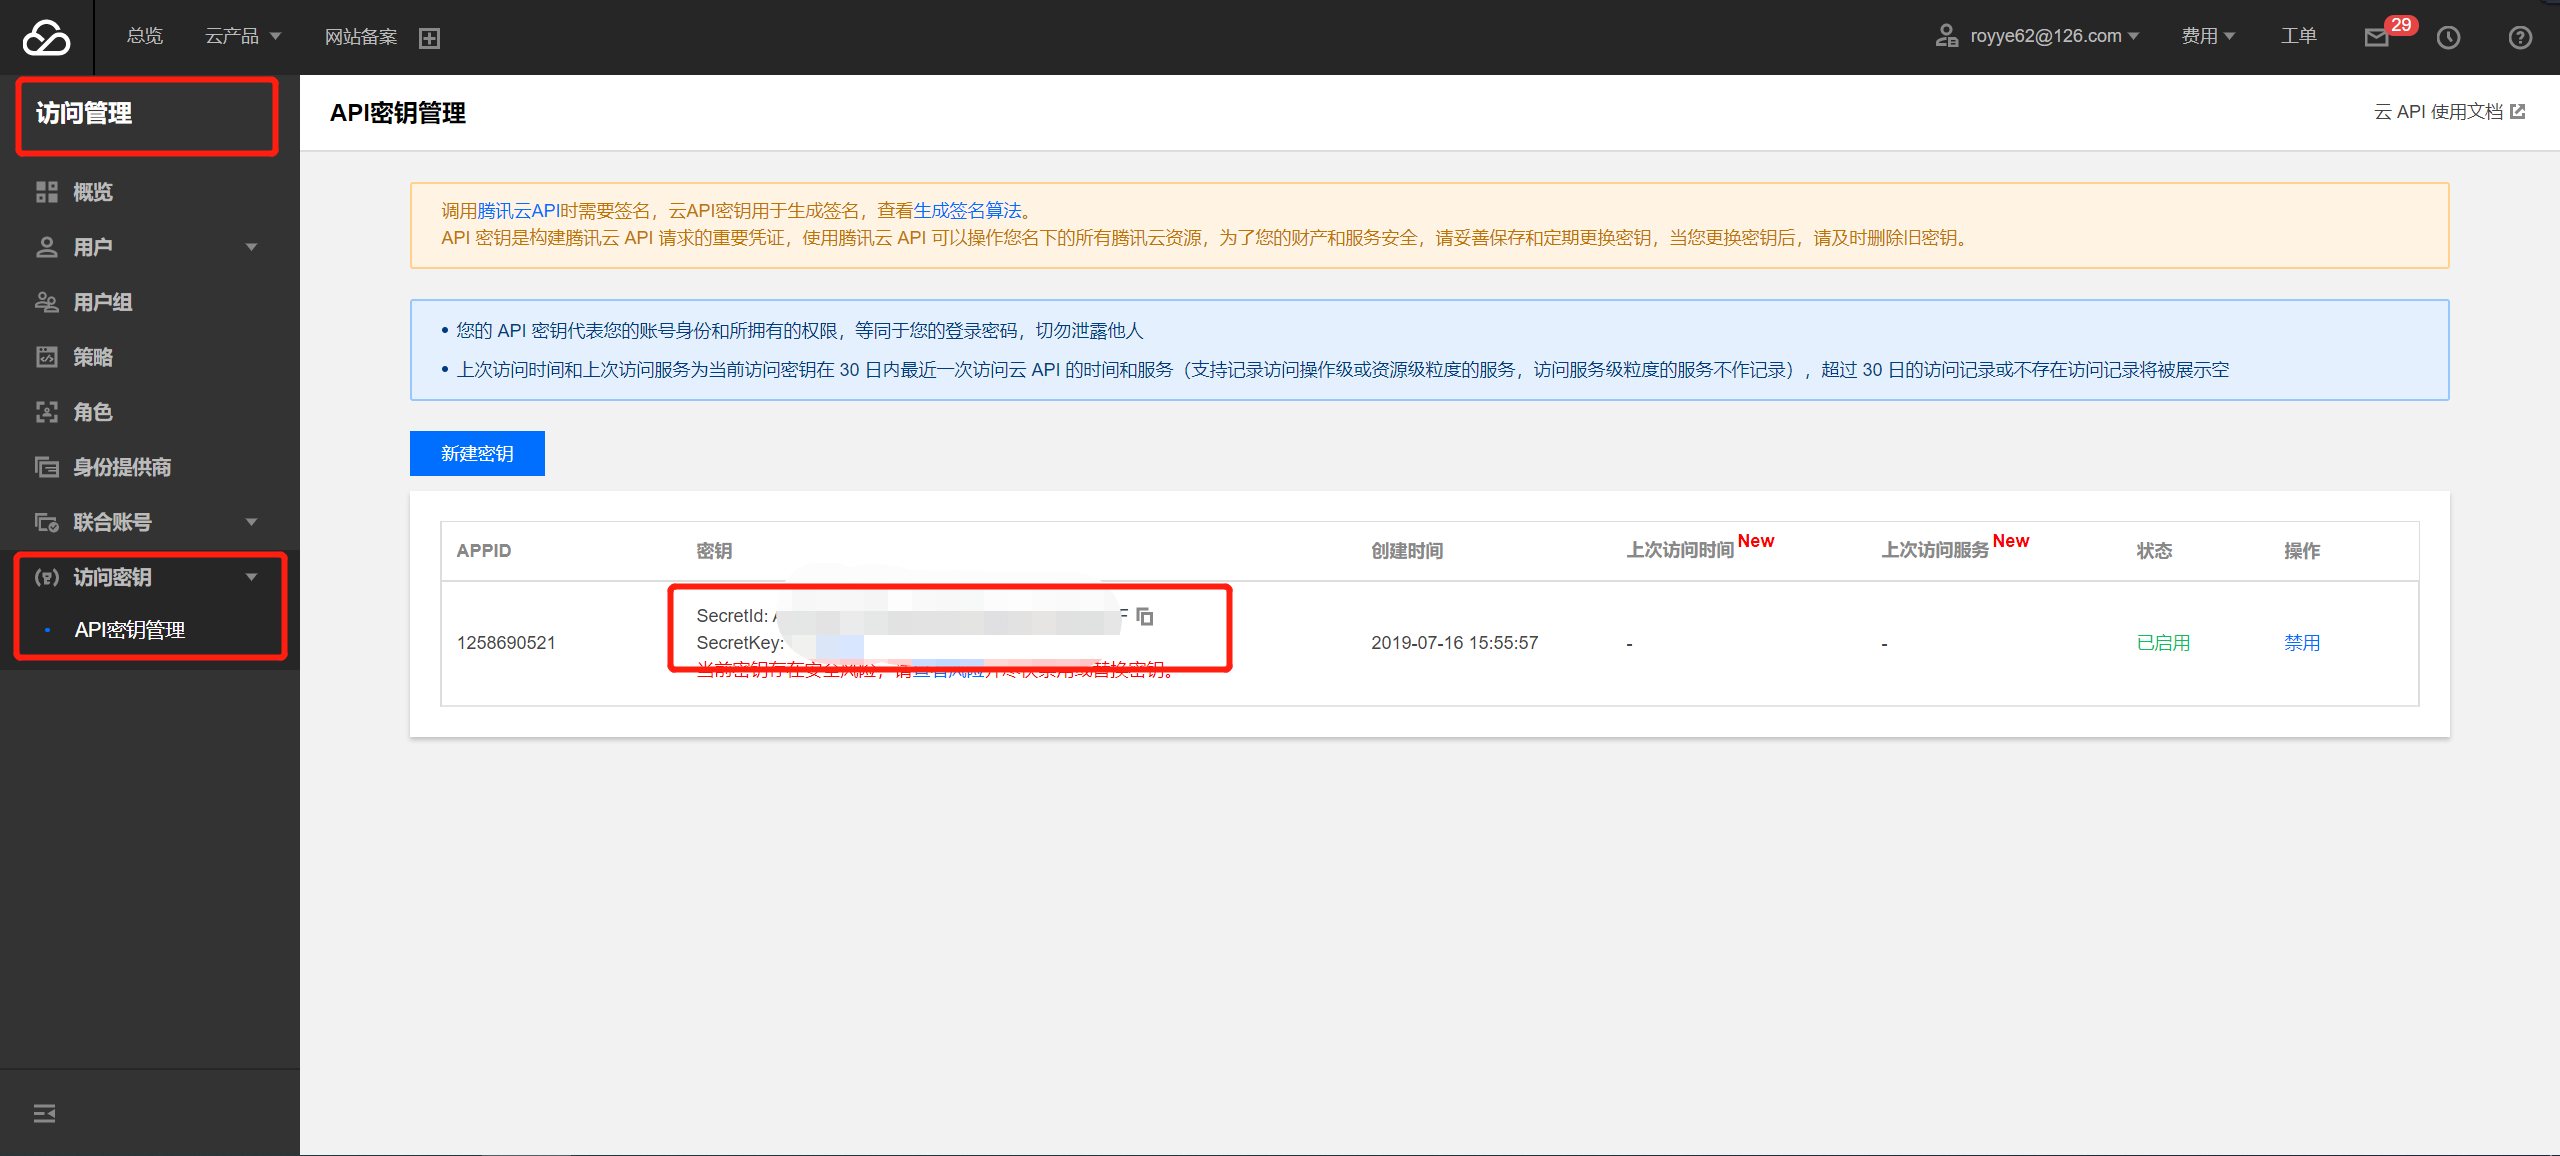 总览 云产品 网站备案 royye62@126.com 费用 工单 29
访问管理
概览
用户
用户组
策略
角色
身份提供商
联合账号
访问密钥
API密钥管理
API密钥管理
云 API 使用文档
调用腾讯云API时需要签名，云API密钥用于生成签名，查看生成签名算法。
API 密钥是构建腾讯云 API 请求的重要凭证，使用腾讯云 API 可以操作您名下的所有腾讯云资源，为了您的财产和服务安全，请妥善保存和定期更换密钥，当您更换密钥后，请及时删除旧密钥。
• 您的 API 密钥代表您的账号身份和所拥有的权限，等同于您的登录密码，切勿泄露他人
• 上次访问时间和上次访问服务为当前访问密钥在 30 日内最近一次访问云 API 的时间和服务（支持记录访问操作级或资源级粒度的服务，访问服务级粒度的服务不作记录），超过 30 日的访问记录或不存在访问记录将被展示空
新建密钥
APPID 密钥 创建时间 上次访问时间 New 上次访问服务 New 状态 操作
SecretId:
1258690521 SecretKey: 2019-07-16 15:55:57 - - 已启用 禁用
当前密钥存在安全风险，请查看风险并尽快禁用或替换密钥。